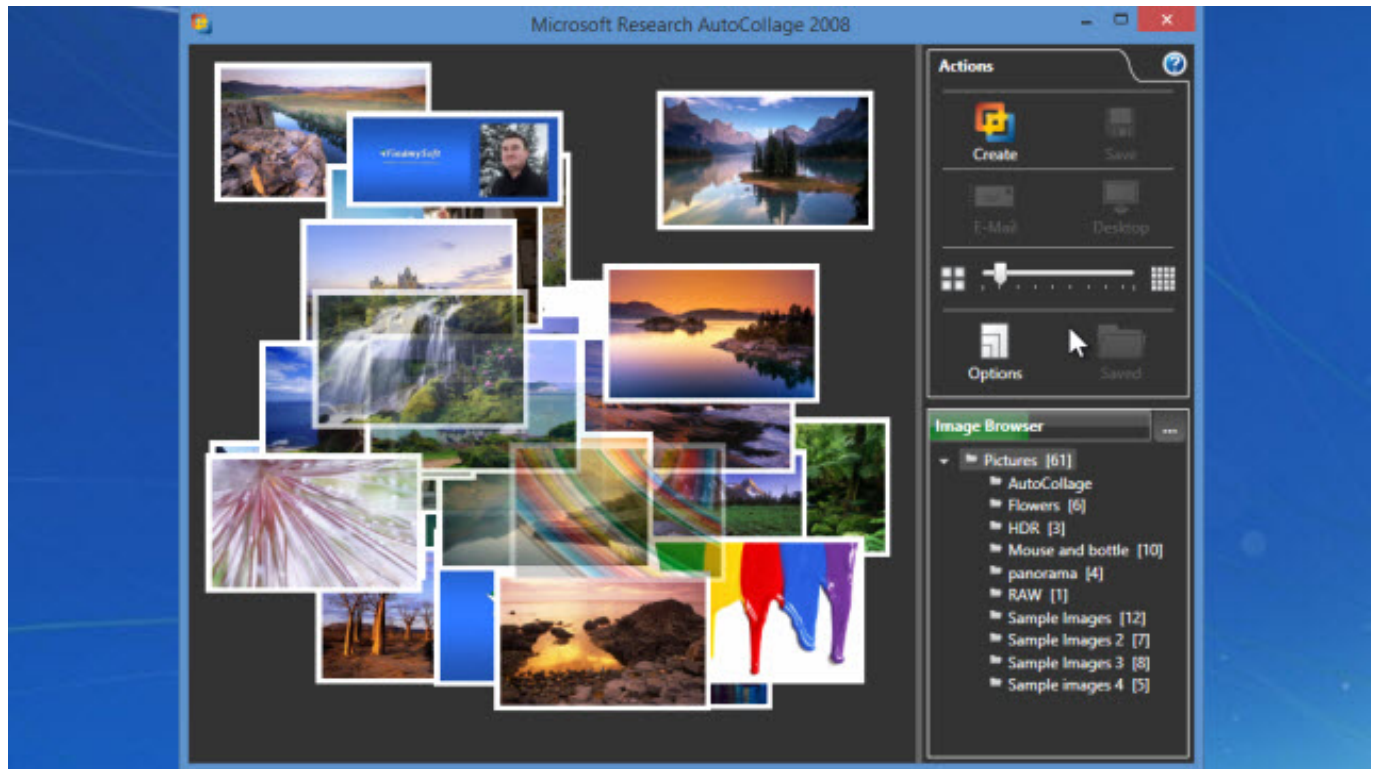 Microsoft Research AutoCollage 2008
Actions
Create
Save
E-Mail
Desktop
Options
Saved
Image Browser
...
Pictures [61]
AutoCollage
Flowers [6]
HDR [3]
Mouse and bottle [10]
panorama [4]
RAW [1]
Sample Images [12]
Sample Images 2 [7]
Sample Images 3 [8]
Sample images 4 [5]
FindmySoft